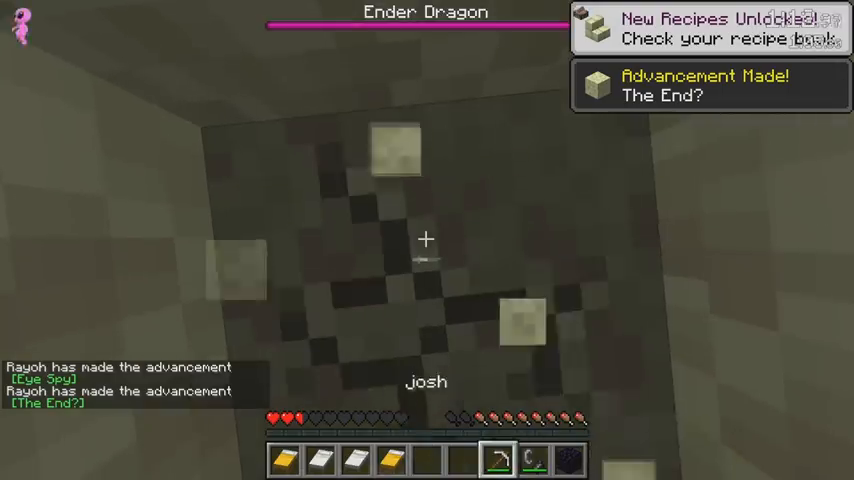 Ender Dragon
New Recipes Unlocked!
Check your recipe book
Advancement Made!
The End?
Rayoh has made the advancement
[Eye Spy]
Rayoh has made the advancement
[The End?]
josh